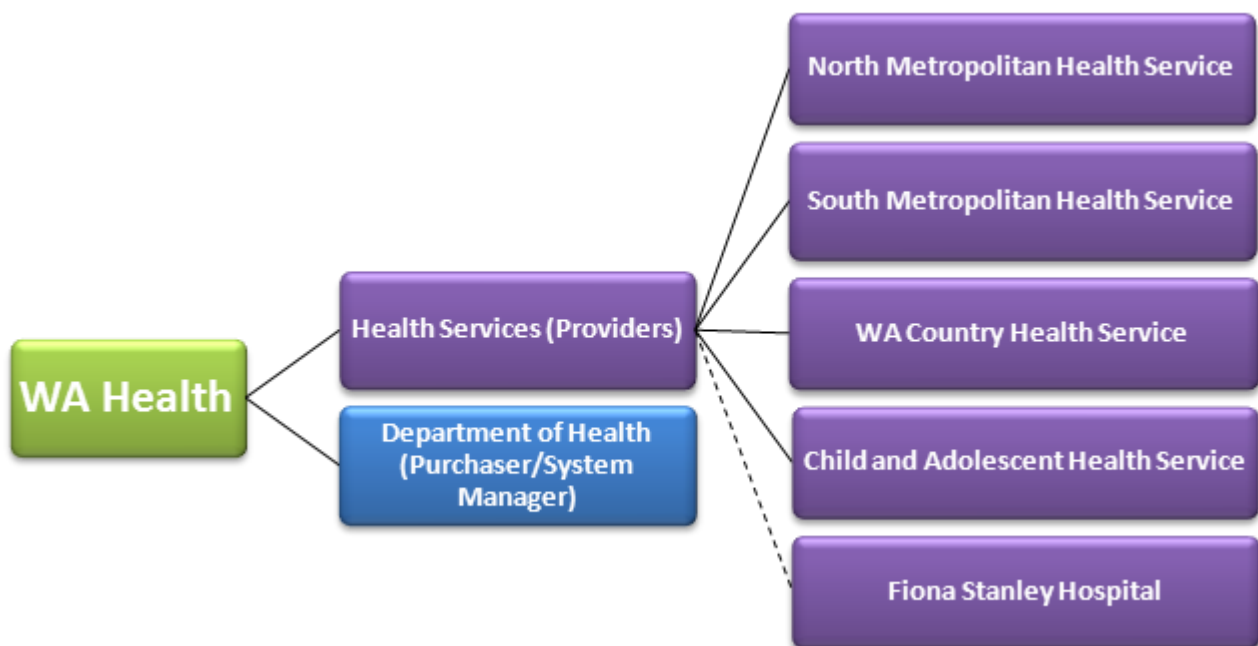 North Metropolitan Health Service
South Metropolitan Health Service
Health Services (Providers)
WA Country Health Service
WA Health
Department of Health
(Purchaser/System
Manager)
Child and Adolescent Health Service
Fiona Stanley Hospital